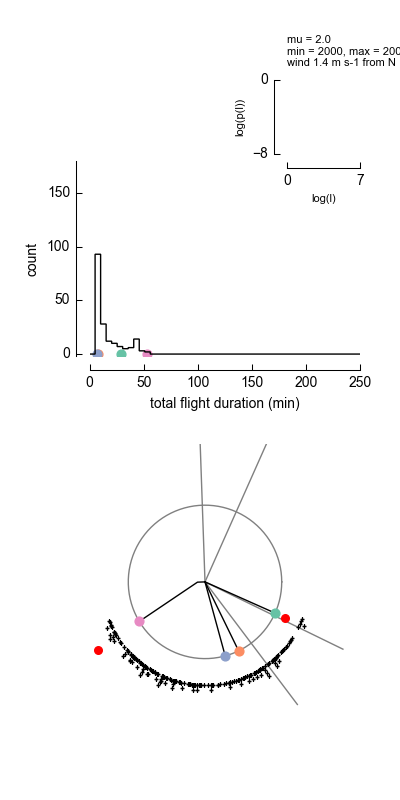 mu = 2.0
min = 2000, max = 200
wind 1.4 m s-1 from N
0
log(p(l))
−8
0 7
log(l)
150
100
count
50
0
0 50 100 150 200 250
total flight duration (min)